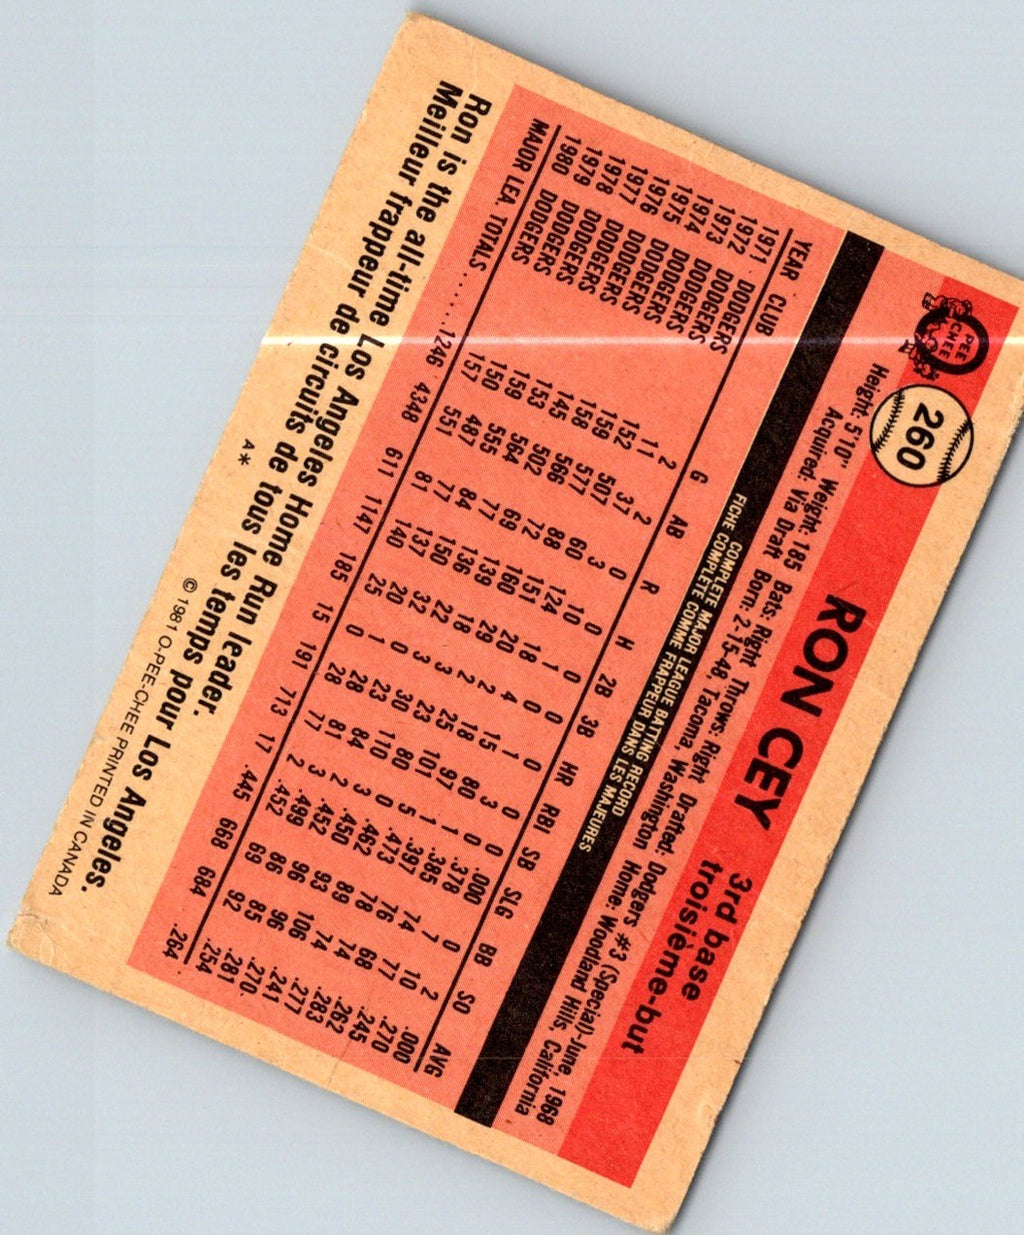 PEE
CHEE
260
RON CEY
3rd base
troisième-but
Height: 5'10" Weight: 185 Bats: Right Throws: Right Drafted: Dodgers #3 (Special)-June, 1968
Acquired: Via Draft Born: 2-15-48, Tacoma, Washington Home: Woodland Hills, California
COMPLETE MAJOR LEAGUE BATTING RECORD
FICHE COMPLETE COMME FRAPPEUR DANS LES MAJEURES
YEAR CLUB G AB R H 2B 3B HR RBI SB SLG BB SO AVG
1971 DODGERS 2 2 0 0 0 0 0 0 0 .000 0 2 .000
1972 DODGERS 11 37 3 10 1 0 1 3 0 .378 7 10 .270
1973 DODGERS 152 507 60 124 18 4 15 80 1 .385 74 77 .245
1974 DODGERS 159 577 88 151 20 2 18 97 1 .397 76 68 .262
1975 DODGERS 158 566 72 160 29 2 25 101 5 .473 78 74 .283
1976 DODGERS 145 502 69 139 18 3 23 80 0 .462 89 74 .277
1977 DODGERS 153 564 77 136 22 3 30 110 3 .450 93 106 .241
1978 DODGERS 159 555 84 150 32 0 23 84 2 .452 96 96 .270
1979 DODGERS 150 487 77 137 20 1 28 81 3 .499 86 85 .281
1980 DODGERS 157 551 81 140 25 0 28 77 2 .452 69 92 .254
MAJOR LEA. TOTALS ...... 1246 4348 611 1147 185 15 191 713 17 .445 668 684 .264
Ron is the all-time Los Angeles Home Run leader.
Meilleur frappeur de circuits de tous les temps pour Los Angeles.
A**
© 1981 O-PEE-CHEE PRINTED IN CANADA